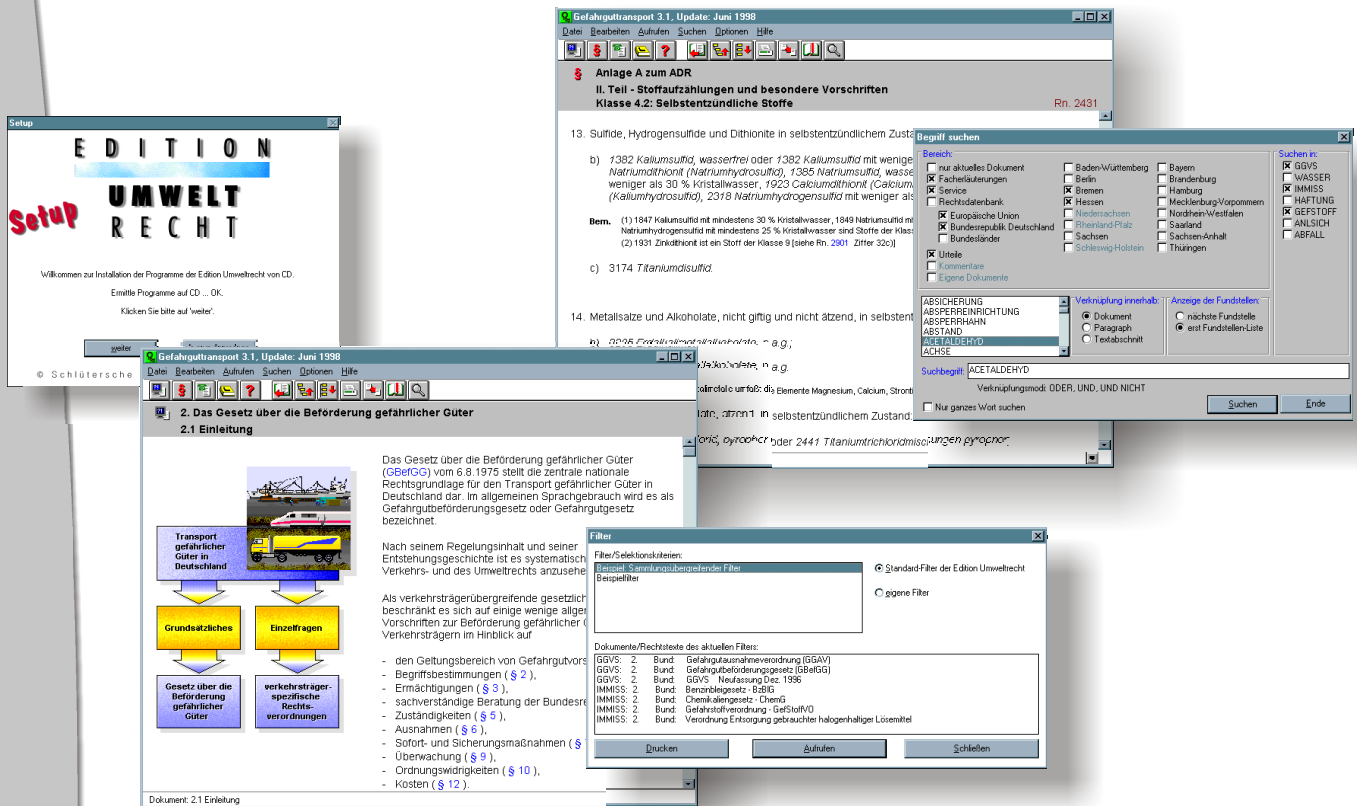 Setup
EDITION
UMWELT
RECHT
Setup
Willkommen zur Installation der Programme der Edition Umweltrecht von CD.
Ermittle Programme auf CD ... OK.
Klicken Sie bitte auf 'weiter'.
weiter
© Schlütersche
Gefahrguttransport 3.1, Update: Juni 1998
Datei Bearbeiten Aufrufen Suchen Optionen Hilfe
§ Anlage A zum ADR
II. Teil - Stoffaufzählungen und besondere Vorschriften
Klasse 4.2: Selbstentzündliche Stoffe Rn. 2431
13. Sulfide, Hydrogensulfide und Dithionite in selbstentzündlichem
b) 1382 Kaliumsulfid, wasserfrei oder 1382 Kaliumsulfid mit wenige
Natriumdithionit (Natriumhydrosulfid), 1385 Natriumsulfid, wasse
weniger als 30 % Kristallwasser, 1923 Calciumdithionit (Calcium
(Kaliumhydrosulfid), 2318 Natriumhydrogensulfid mit weniger als
Bem. (1) 1847 Kaliumsulfid mit mindestens 30 % Kristallwasser, 1849 Natriumsulfid
Natriumhydrogensulfid mit mindestens 25 % Kristallwasser sind Stoffe der
(2) 1931 Zinkdithionit ist ein Stoff der Klasse 9 [siehe Rn. 2901 Ziffer 32c)]
c) 3174 Titaniumdisulfid.
14. Metallsalze und Alkoholate, nicht giftig und nicht ätzend, in selbstent
a.g.;
a.g.
Elemente Magnesium, Calcium,
selbstentzündlichem Zustand:
oder 2441
Begriff suchen
Bereich:
nur aktuelles Dokument
Facherläuterungen
Service
Rechtsdatenbank
Europäische Union
Bundesrepublik Deutschland
Bundesländer
Urteile
Kommentare
Eigene Dokumente
Baden-Württemberg
Berlin
Bremen
Hessen
Niedersachsen
Rheinland-Pfalz
Sachsen
Schleswig-Holstein
Bayern
Brandenburg
Hamburg
Mecklenburg-Vorpommern
Nordrhein-Westfalen
Saarland
Sachsen-Anhalt
Thüringen
Suchen in:
GGVS
WASSER
IMMISS
HAFTUNG
GEFSTOFF
ANLSICH
ABFALL
ABSICHERUNG
ABSPERREINRICHTUNG
ABSPERRHAHN
ABSTAND
ACETALDEHYD
ACHSE
Verknüpfung innerhalb:
Dokument
Paragraph
Textabschnitt
Anzeige der Fundstellen:
nächste Fundstelle
erst Fundstellen-Liste
Suchbegriff: ACETALDEHYD
Verknüpfungsmodi: ODER, UND, UND NICHT
Nur ganzes Wort suchen
Suchen
Ende
Gefahrguttransport 3.1, Update: Juni 1998
Datei Bearbeiten Aufrufen Suchen Optionen Hilfe
2. Das Gesetz über die Beförderung gefährlicher Güter
2.1 Einleitung
Transport
gefährlicher
Güter in
Deutschland
Grundsätzliches
Einzelfragen
Gesetz über die
Beförderung
gefährlicher
Güter
verkehrsträger-
spezifische
Rechts-
verordnungen
Das Gesetz über die Beförderung gefährlicher Güter
(GBefGG) vom 6.8.1975 stellt die zentrale nationale
Rechtsgrundlage für den Transport gefährlicher Güter in
Deutschland dar. Im allgemeinen Sprachgebrauch wird es als
Gefahrgutbeförderungsgesetz oder Gefahrgutgesetz
bezeichnet.
Nach seinem Regelungsinhalt und seiner
Entstehungsgeschichte ist es systematisch
Verkehrs- und des Umweltrechts anzusehe
Als verkehrsträgerübergreifende gesetzlich
beschränkt es sich auf einige wenige allger
Vorschriften zur Beförderung gefährlicher
Verkehrsträgern im Hinblick auf
- den Geltungsbereich von Gefahrgutvors
- Begriffsbestimmungen ( § 2 ),
- Ermächtigungen ( § 3 ),
- sachverständige Beratung der Bundesre
- Zuständigkeiten ( § 5 ),
- Ausnahmen ( § 6 ),
- Sofort- und Sicherungsmaßnahmen ( §
- Überwachung ( § 9 ),
- Ordnungswidrigkeiten ( § 10 ),
- Kosten ( § 12 ).
Dokument: 2.1 Einleitung
Filter
Filter/Selektionskriterien:
Beispiel: Sammlungsübergreifender Filter
Beispielfilter
Standard-Filter der Edition Umweltrecht
eigene Filter
Dokumente/Rechtstexte des aktuellen Filters:
GGVS: 2. Bund: Gefahrgutausnahmeverordnung (GGAV)
GGVS: 2. Bund: Gefahrgutbeförderungsgesetz (GBefGG)
GGVS: 2. Bund: GGVS Neufassung Dez. 1996
IMMISS: 2. Bund: Benzinbleigesetz - BzBlG
IMMISS: 2. Bund: Chemikaliengesetz - ChemG
IMMISS: 2. Bund: Gefahrstoffverordnung - GefStoffVO
IMMISS: 2. Bund: Verordnung Entsorgung gebrauchter halogenhaltiger Lösemittel
Drucken
Aufrufen
Schließen